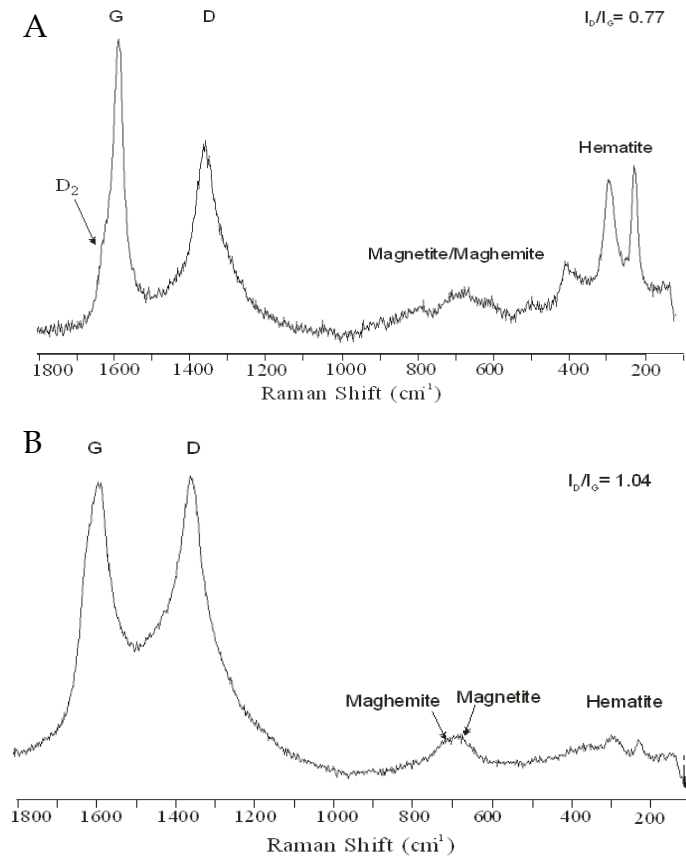 A
G D I_D/I_G= 0.77
Hematite
D₂
Magnetite/Maghemite
1800 1600 1400 1200 1000 800 600 400 200
Raman Shift (cm⁻¹)
B
G D
I_D/I_G= 1.04
Maghemite Magnetite Hematite
1800 1600 1400 1200 1000 800 600 400 200
Raman Shift (cm⁻¹)